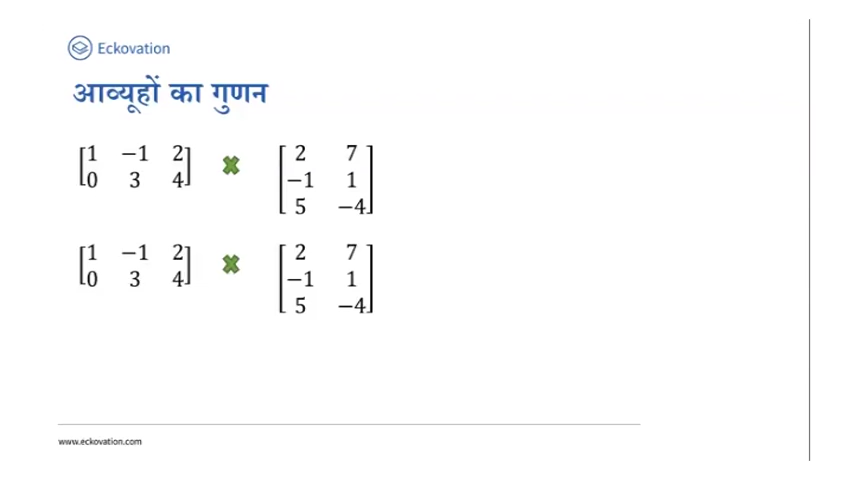 Eckovation
आव्यूहों का गुणन
[1 −1 2] ✖ [2 7]
[0 3 4] [−1 1]
[5 −4]
[1 −1 2] ✖ [2 7]
[0 3 4] [−1 1]
[5 −4]
www.eckovation.com